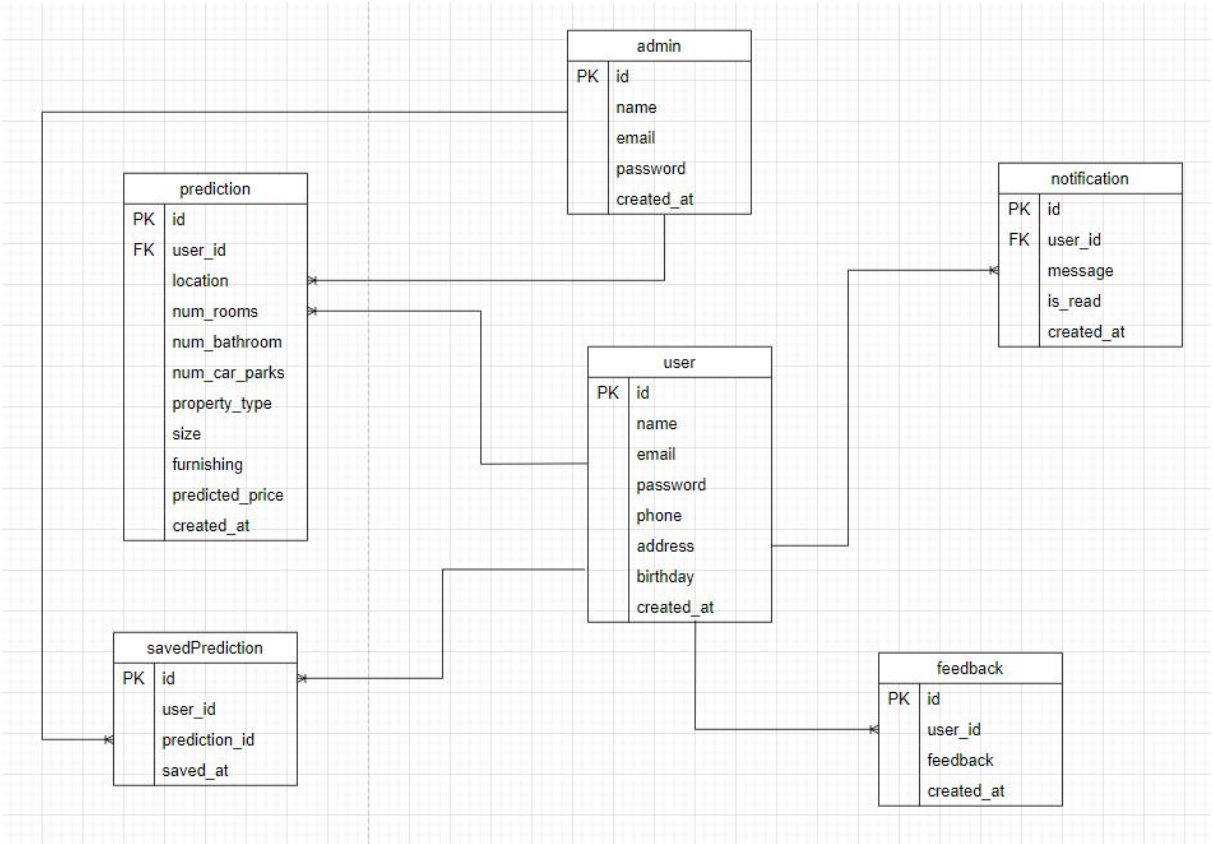 admin
PK id
name
email
password
created_at
prediction
PK id
FK user_id
location
num_rooms
num_bathroom
num_car_parks
property_type
size
furnishing
predicted_price
created_at
notification
PK id
FK user_id
message
is_read
created_at
user
PK id
name
email
password
phone
address
birthday
created_at
savedPrediction
PK id
user_id
prediction_id
saved_at
feedback
PK id
user_id
feedback
created_at